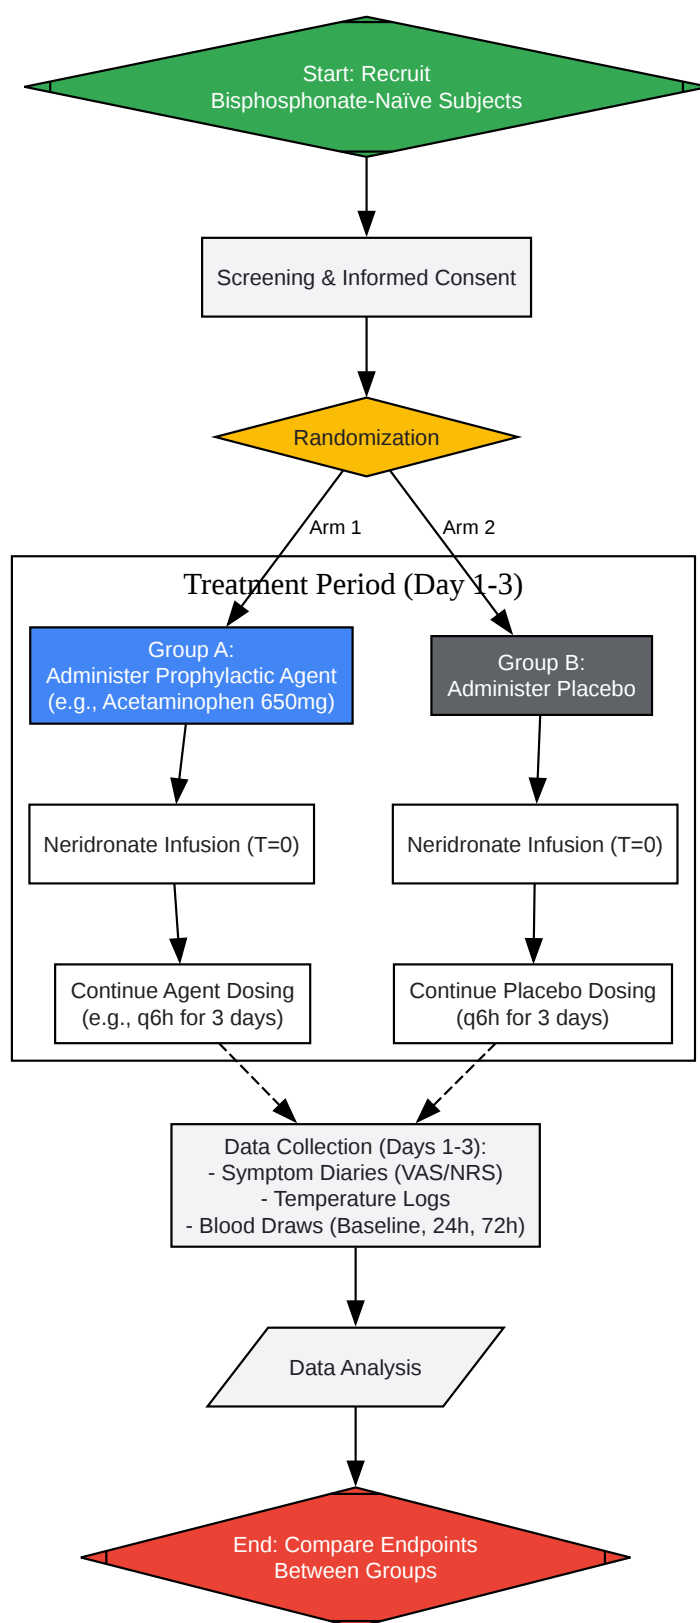 Start: Recruit
Bisphosphonate-Naïve Subjects
Screening & Informed Consent
Randomization
Arm 1
Arm 2
Treatment Period (Day 1-3)
Group A:
Administer Prophylactic Agent
(e.g., Acetaminophen 650mg)
Group B:
Administer Placebo
Neridronate Infusion (T=0)
Neridronate Infusion (T=0)
Continue Agent Dosing
(e.g., q6h for 3 days)
Continue Placebo Dosing
(q6h for 3 days)
Data Collection (Days 1-3):
- Symptom Diaries (VAS/NRS)
- Temperature Logs
- Blood Draws (Baseline, 24h, 72h)
Data Analysis
End: Compare Endpoints
Between Groups